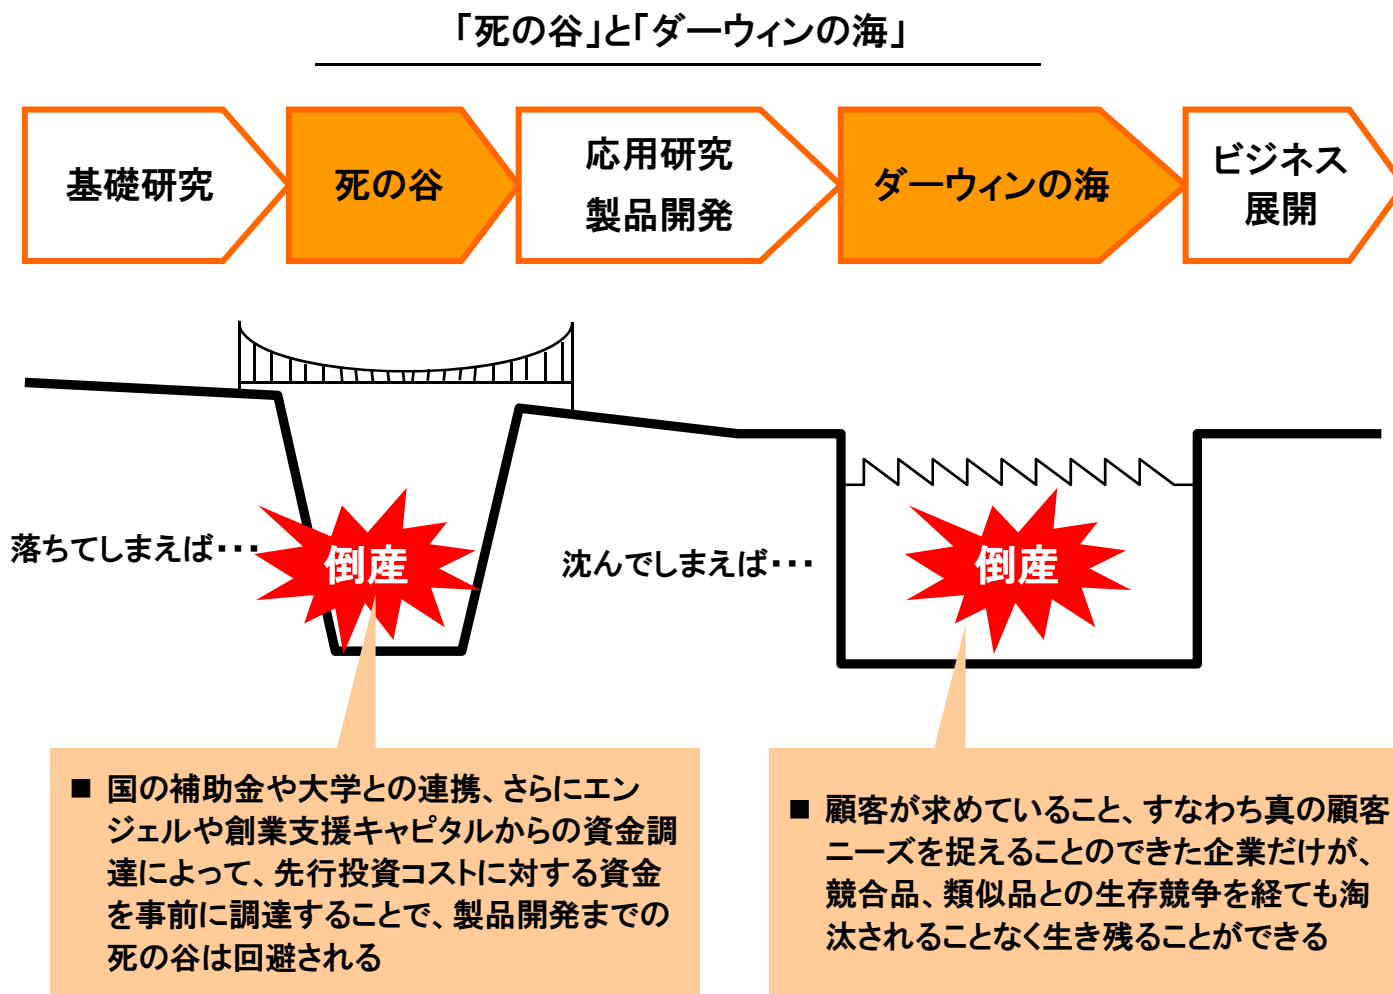 「死の谷」と「ダーウィンの海」
基礎研究
死の谷
応用研究
製品開発
ダーウィンの海
ビジネス
展開
落ちてしまえば・・・
倒産
沈んでしまえば・・・
倒産
■ 国の補助金や大学との連携、さらにエン
ジェルや創業支援キャピタルからの資金調
達によって、先行投資コストに対する資金
を事前に調達することで、製品開発までの
死の谷は回避される
■ 顧客が求めていること、すなわち真の顧客
ニーズを捉えることのできた企業だけが、
競合品、類似品との生存競争を経ても淘
汰されることなく生き残ることができる